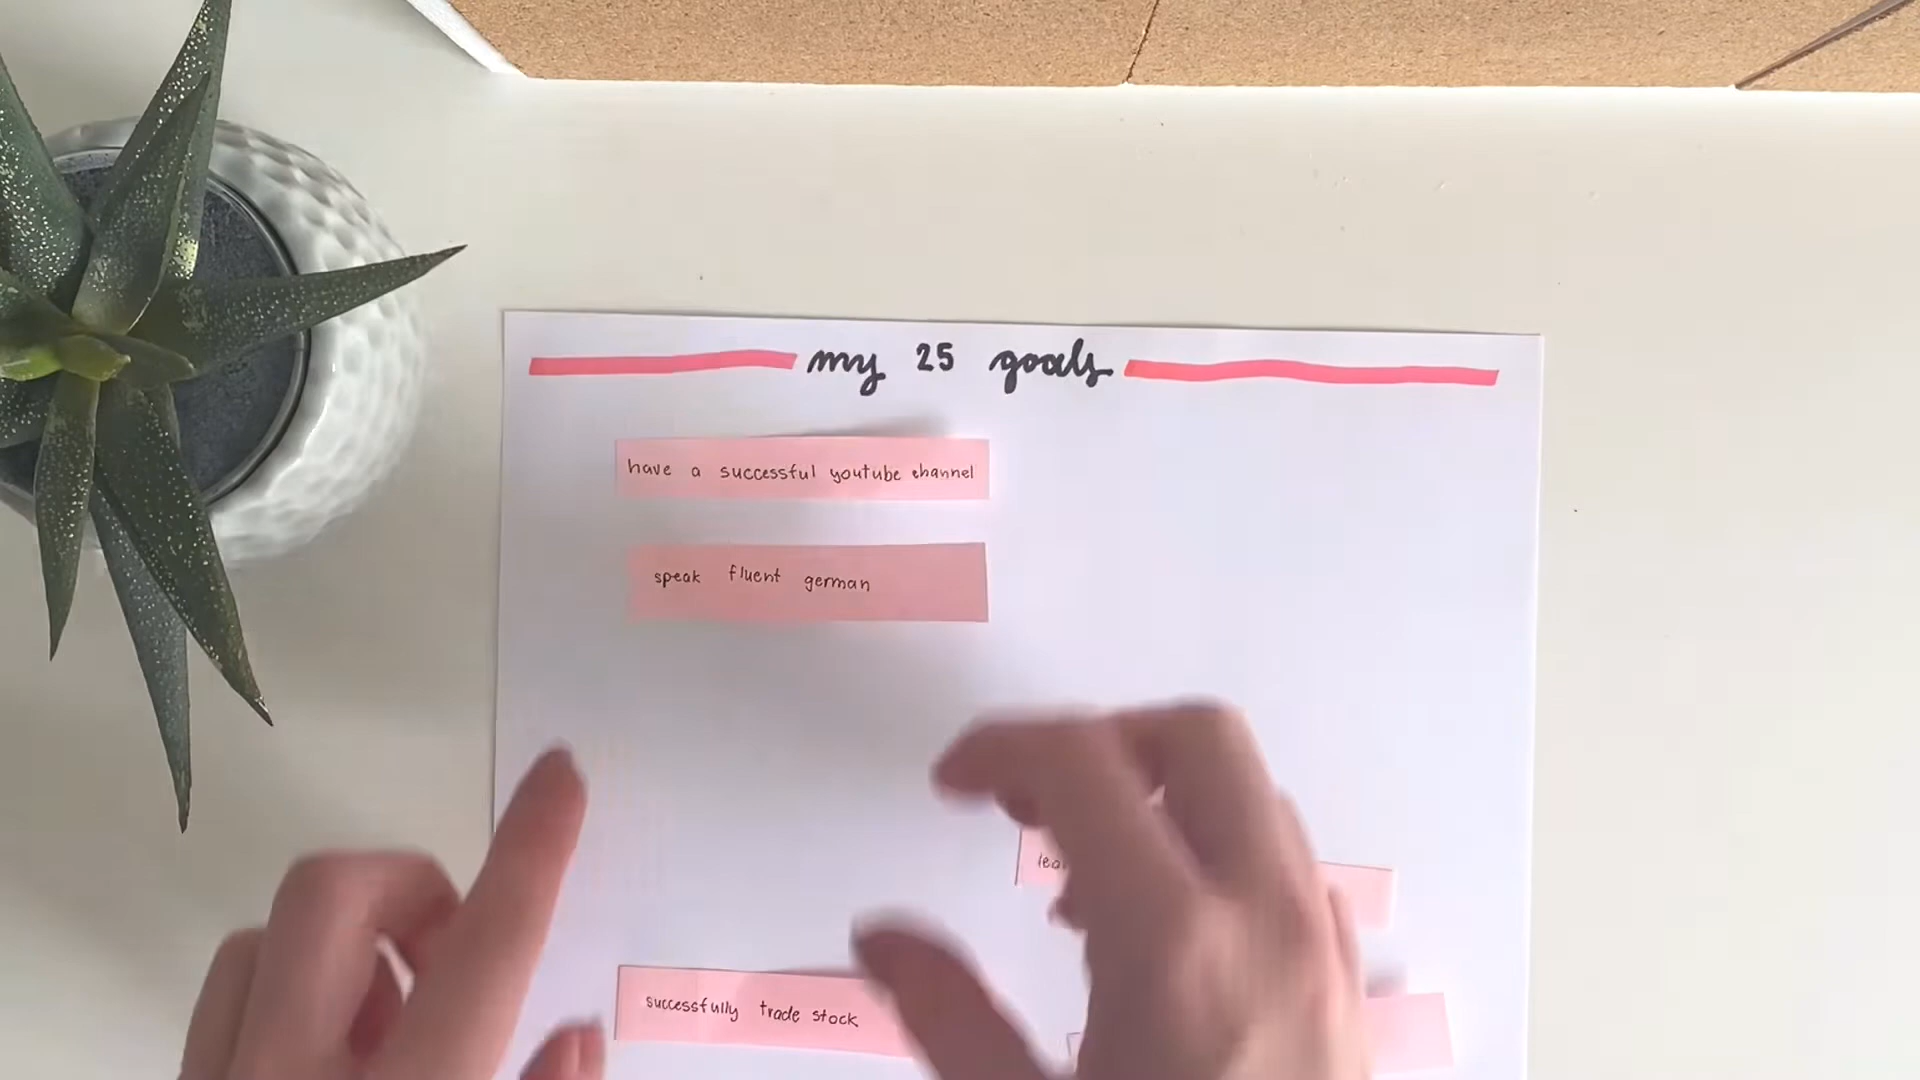 my 25 goals
have a successful youtube channel
speak fluent german
successfully trade stock